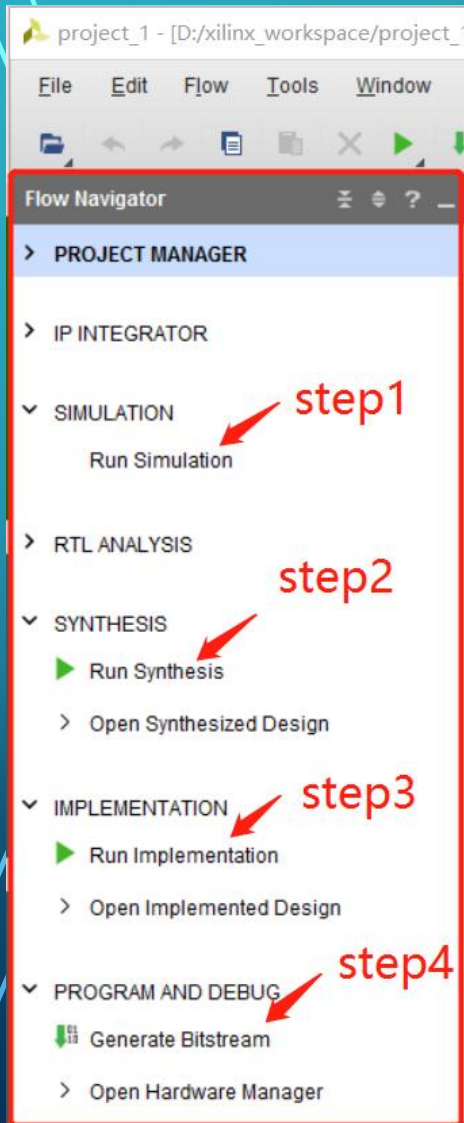 project_1 - [D:/xilinx_workspace/project_1
File Edit Flow Tools Window
Flow Navigator ? _
PROJECT MANAGER
IP INTEGRATOR
step1
SIMULATION
Run Simulation
RTL ANALYSIS
step2
SYNTHESIS
Run Synthesis
Open Synthesized Design
step3
IMPLEMENTATION
Run Implementation
Open Implemented Design
step4
PROGRAM AND DEBUG
Generate Bitstream
Open Hardware Manager